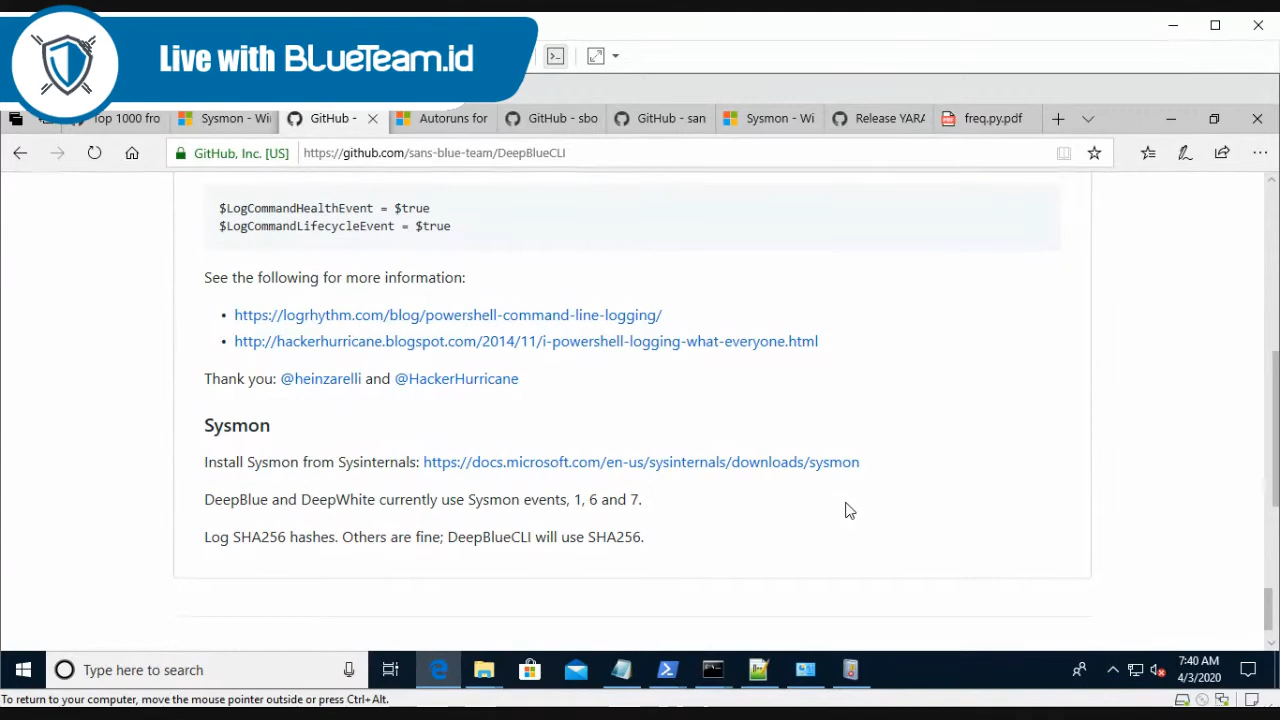 Live with BLUETeam.id
Top 1000 fro
Sysmon - Wi
GitHub -
Autoruns for
GitHub - sbo
GitHub - san
Sysmon - Wi
Release YARA
freq.py.pdf
GitHub, Inc. [US]
https://github.com/sans-blue-team/DeepBlueCLI
$LogCommandHealthEvent = $true
$LogCommandLifecycleEvent = $true
See the following for more information:
• https://logrhythm.com/blog/powershell-command-line-logging/
• http://hackerhurricane.blogspot.com/2014/11/i-powershell-logging-what-everyone.html
Thank you: @heinzarelli and @HackerHurricane
Sysmon
Install Sysmon from Sysinternals: https://docs.microsoft.com/en-us/sysinternals/downloads/sysmon
DeepBlue and DeepWhite currently use Sysmon events, 1, 6 and 7.
Log SHA256 hashes. Others are fine; DeepBlueCLI will use SHA256.
Type here to search
7:40 AM
4/3/2020
To return to your computer, move the mouse pointer outside or press Ctrl+Alt.